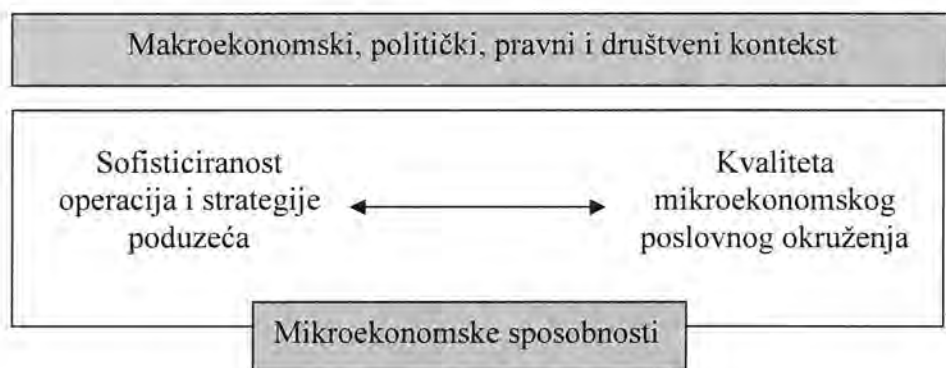 Makroekonomski, politički, pravni i društveni kontekst
Sofisticiranost
operacija i strategije
poduzeća
Kvaliteta
mikroekonomskog
poslovnog okruženja
Mikroekonomske sposobnosti